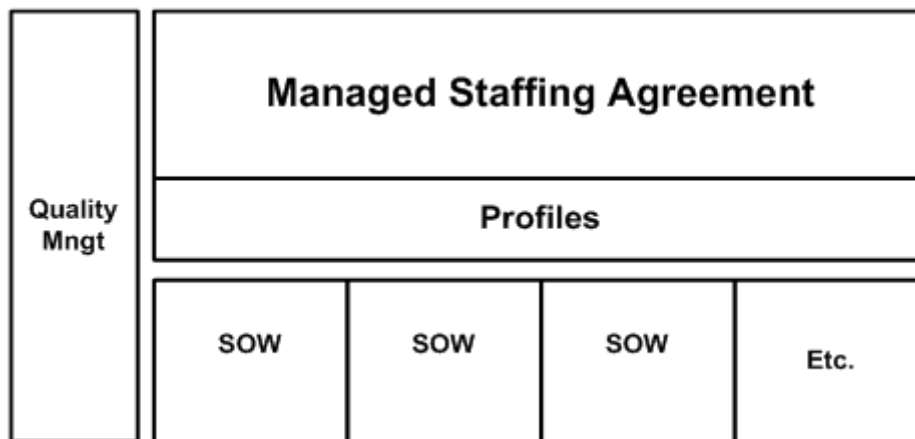 Managed Staffing Agreement
Quality
Mngt
Profiles
SOW
SOW
SOW
Etc.